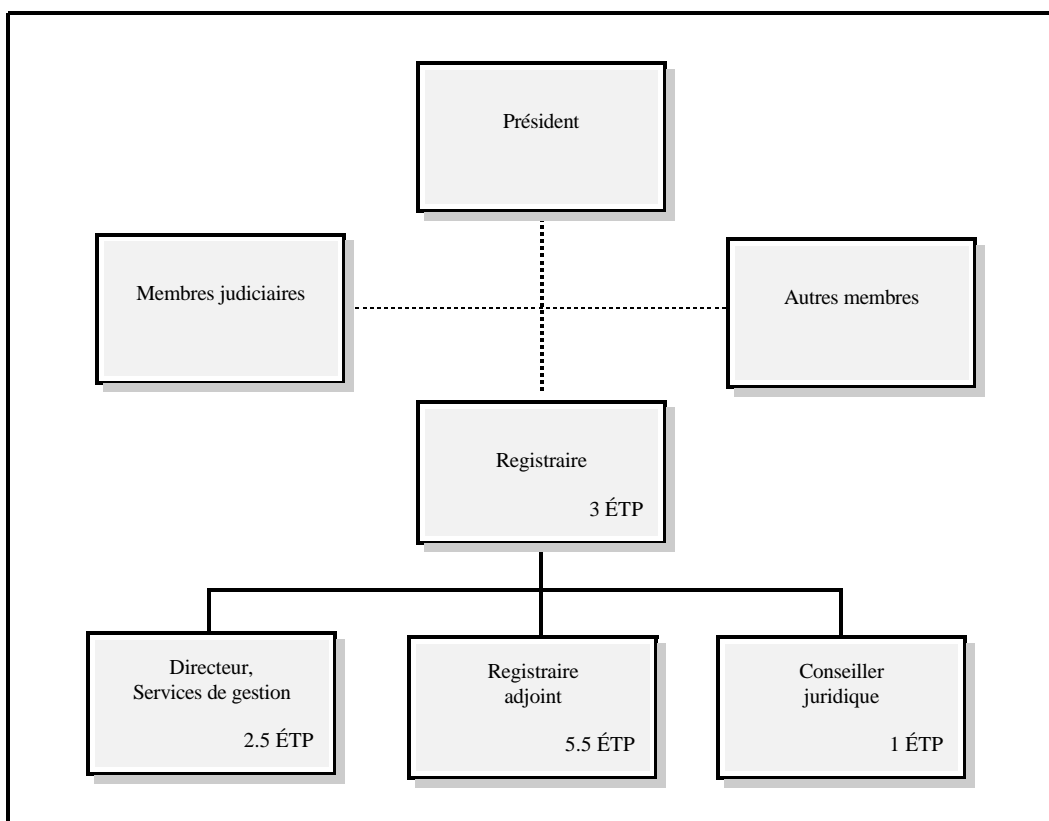 Président
Membres judiciaires
Autres membres
Registraire
3 ÉTP
Directeur,
Services de gestion
2.5 ÉTP
Registraire
adjoint
5.5 ÉTP
Conseiller
juridique
1 ÉTP